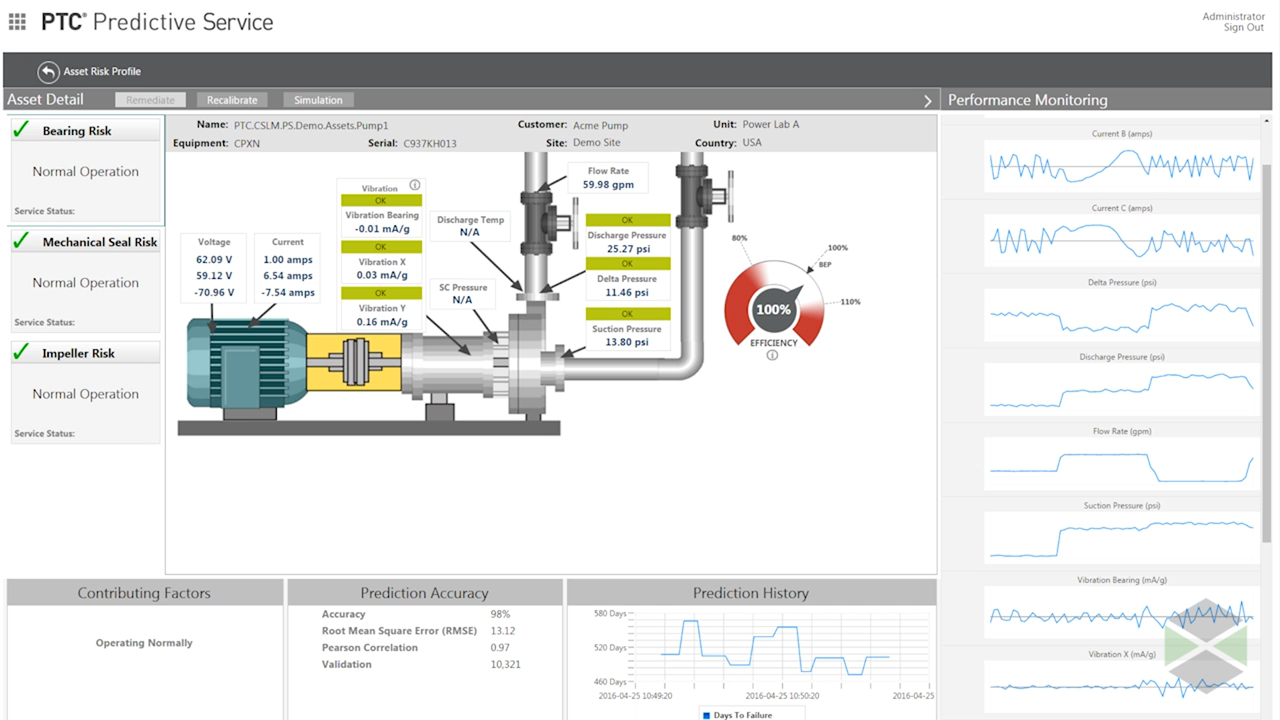 PTC® Predictive Service
Administrator
Sign Out
Asset Risk Profile
Asset Detail
Remediate
Recalibrate
Simulation
Performance Monitoring
Bearing Risk
Normal Operation
Service Status:
Mechanical Seal Risk
Normal Operation
Service Status:
Impeller Risk
Normal Operation
Service Status:
Name: PTC.CSLM.PS.Demo.Assets.Pump1
Customer: Acme Pump
Unit: Power Lab A
Equipment: CPXN
Serial: C937KH013
Site: Demo Site
Country: USA
Voltage
62.09 V
59.12 V
-70.96 V
Current
1.00 amps
6.54 amps
-7.54 amps
Vibration
OK
Vibration Bearing
-0.01 mA/g
OK
Vibration X
0.03 mA/g
OK
Vibration Y
0.16 mA/g
Discharge Temp
N/A
SC Pressure
N/A
Flow Rate
59.98 gpm
OK
Discharge Pressure
25.27 psi
OK
Delta Pressure
11.46 psi
OK
Suction Pressure
13.80 psi
80%
100%
BEP
110%
100%
EFFICIENCY
Current B (amps)
Current C (amps)
Delta Pressure (psi)
Discharge Pressure (psi)
Flow Rate (gpm)
Suction Pressure (psi)
Vibration Bearing (mA/g)
Vibration X (mA/g)
Contributing Factors
Operating Normally
Prediction Accuracy
Accuracy 98%
Root Mean Square Error (RMSE) 13.12
Pearson Correlation 0.97
Validation 10,321
Prediction History
580 Days
520 Days
460 Days
2016-04-25 10:49:20
2016-04-25 10:50:20
2016-04-25
Days To Failure